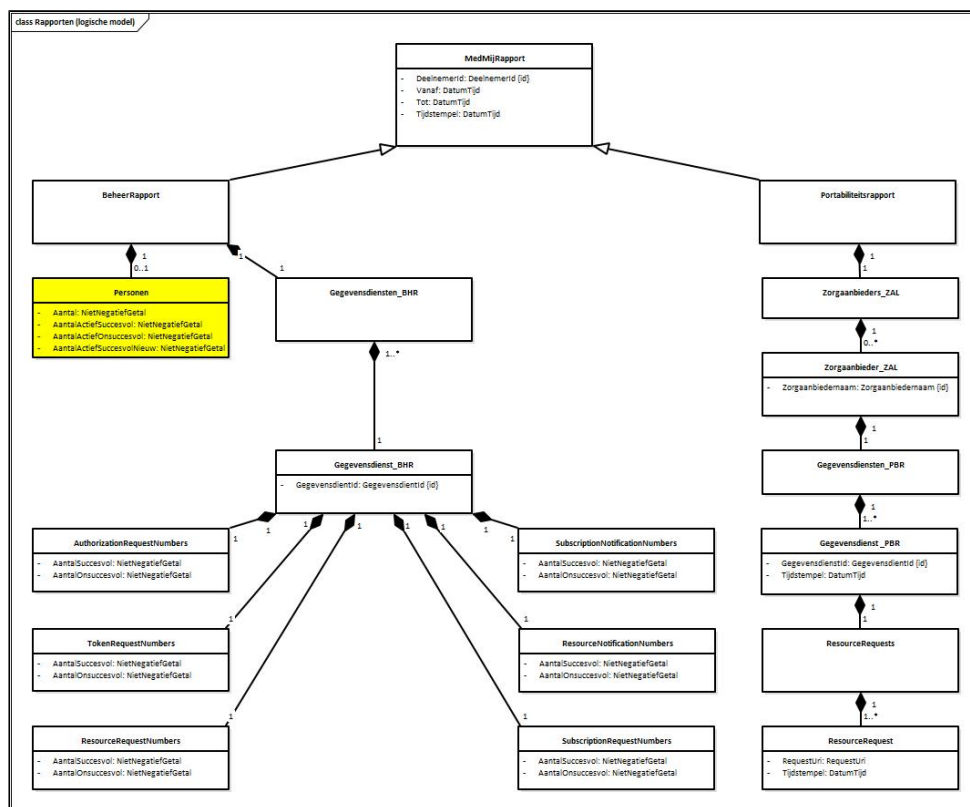 class Rapporten (logische model)
MedMijRapport
- DeelnemerId: DeelnemerId {id}
- Vanaf: DatumTijd
- Tot: DatumTijd
- Tijdstempel: DatumTijd
BeheerRapport
Portabiliteitsrapport
1
0..1
1
1
1
1
Personen
- Aantal: NietNegatiefGetal
- AantalActiefSuccesvol: NietNegatiefGetal
- AantalActiefOnsuccesvol: NietNegatiefGetal
- AantalActiefSuccesvolNieuw: NietNegatiefGetal
Gegevensdiensten_BHR
Zorgaanbieders_ZAL
1
0..*
1..*
1
Zorgaanbieder_ZAL
- Zorgaanbiedernaam: Zorgaanbiedernaam {id}
1
1
Gegevensdienst_BHR
- GegevensdientId: GegevensdientId {id}
Gegevensdiensten_PBR
1
1..*
1
1
1
1
1
1
1
1
AuthorizationRequestNumbers
- AantalSuccesvol: NietNegatiefGetal
- AantalOnsuccesvol: NietNegatiefGetal
SubscriptionNotificationNumbers
- AantalSuccesvol: NietNegatiefGetal
- AantalOnsuccesvol: NietNegatiefGetal
Gegevensdienst_PBR
- GegevensdienstId: GegevensdientId {id}
- Tijdstempel: DatumTijd
1
1
1
1
TokenRequestNumbers
- AantalSuccesvol: NietNegatiefGetal
- AantalOnsuccesvol: NietNegatiefGetal
ResourceNotificationNumbers
- AantalSuccesvol: NietNegatiefGetal
- AantalOnsuccesvol: NietNegatiefGetal
ResourceRequests
1
1..*
1
1
ResourceRequestNumbers
- AantalSuccesvol: NietNegatiefGetal
- AantalOnsuccesvol: NietNegatiefGetal
SubscriptionRequestNumbers
- AantalSuccesvol: NietNegatiefGetal
- AantalOnsuccesvol: NietNegatiefGetal
ResourceRequest
- RequestUri: RequestUri
- Tijdstempel: DatumTijd